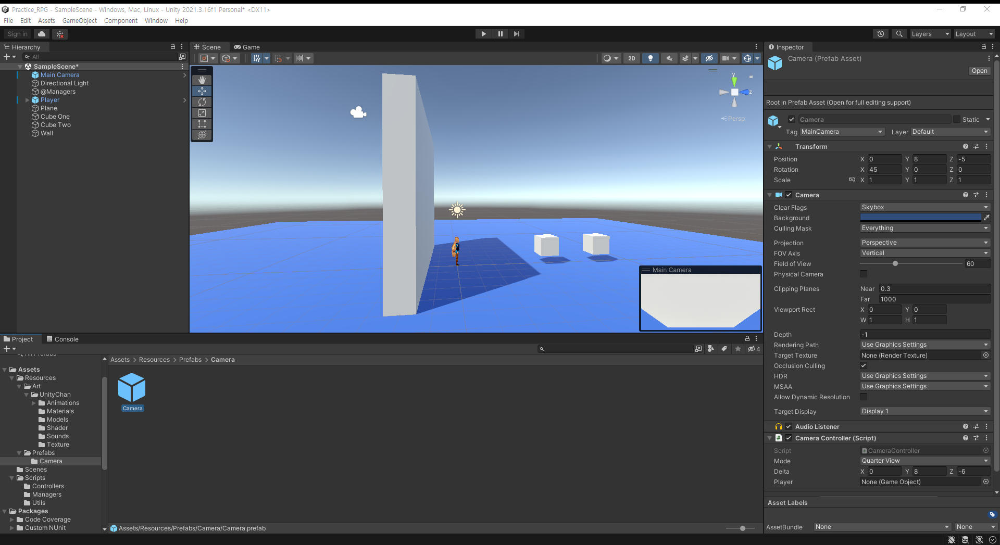 Practice_RPG - SampleScene - Windows, Mac, Linux - Unity 2021.3.16f1 Personal* <DX11>
File Edit Assets GameObject Component Window Help
Sign in
Layers
Layout
Hierarchy
All
SampleScene*
Main Camera
Directional Light
@Managers
Player
Plane
Cube One
Cube Two
Wall
Scene
Game
2D
y
z
Persp
Main Camera
Inspector
Camera (Prefab Asset)
Open
Root in Prefab Asset (Open for full editing support)
Camera
Static
Tag MainCamera Layer Default
Transform
Position X 0 Y 8 Z -5
Rotation X 45 Y 0 Z 0
Scale X 1 Y 1 Z 1
Camera
Clear Flags Skybox
Background
Culling Mask Everything
Projection Perspective
FOV Axis Vertical
Field of View 60
Physical Camera
Clipping Planes Near 0.3
Far 1000
Viewport Rect X 0 Y 0
W 1 H 1
Depth -1
Rendering Path Use Graphics Settings
Target Texture None (Render Texture)
Occlusion Culling
HDR Use Graphics Settings
MSAA Use Graphics Settings
Allow Dynamic Resolution
Target Display Display 1
Audio Listener
Camera Controller (Script)
Script CameraController
Mode Quarter View
Delta X 0 Y 8 Z -6
Player None (Game Object)
Asset Labels
AssetBundle None None
Project
Console
4
All Prefabs
Assets
Resources
Art
UnityChan
Animations
Materials
Models
Shader
Sounds
Texture
Prefabs
Camera
Scenes
Scripts
Controllers
Managers
Utils
Packages
Code Coverage
Custom NUnit
Assets > Resources > Prefabs > Camera
Camera
Assets/Resources/Prefabs/Camera/Camera.prefab